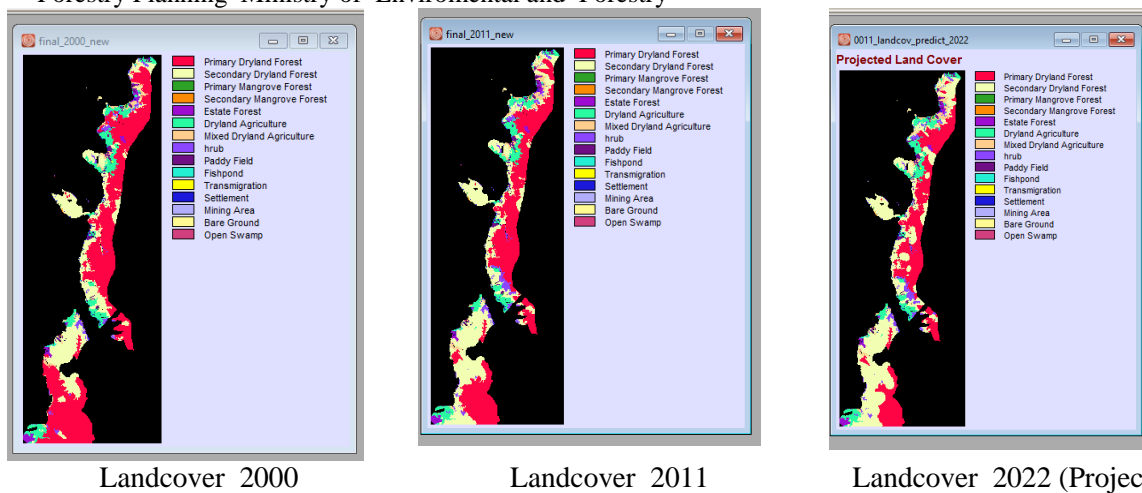 Forestry Planning Ministry of Enviromental and Forestry
final_2000_new
Primary Dryland Forest
Secondary Dryland Forest
Primary Mangrove Forest
Secondary Mangrove Forest
Estate Forest
Dryland Agriculture
Mixed Dryland Agriculture
hrub
Paddy Field
Fishpond
Transmigration
Settlement
Mining Area
Bare Ground
Open Swamp
final_2011_new
Primary Dryland Forest
Secondary Dryland Forest
Primary Mangrove Forest
Secondary Mangrove Forest
Estate Forest
Dryland Agriculture
Mixed Dryland Agriculture
hrub
Paddy Field
Fishpond
Transmigration
Settlement
Mining Area
Bare Ground
Open Swamp
0011_landcov_predict_2022
Projected Land Cover
Primary Dryland Forest
Secondary Dryland Forest
Primary Mangrove Forest
Secondary Mangrove Forest
Estate Forest
Dryland Agriculture
Mixed Dryland Agriculture
hrub
Paddy Field
Fishpond
Transmigration
Settlement
Mining Area
Bare Ground
Open Swamp
Landcover 2000
Landcover 2011
Landcover 2022 (Projec